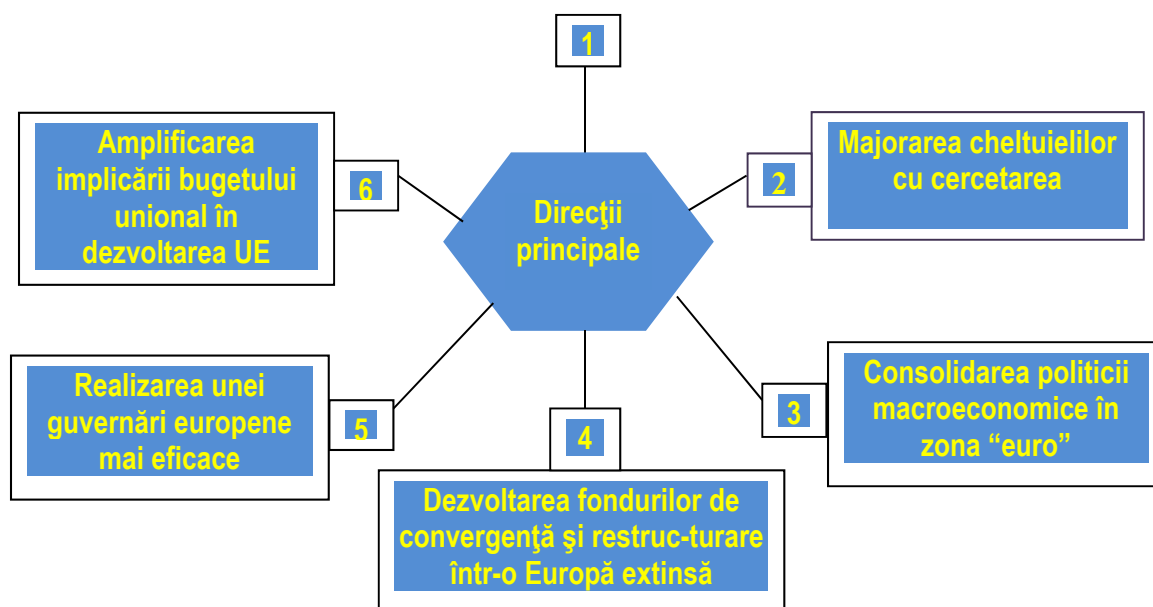 1
Direcţii
principale
2
Majorarea cheltuielilor
cu cercetarea
3
Consolidarea politicii
macroeconomice în
zona “euro”
4
Dezvoltarea fondurilor de
convergenţă şi restruc-turare
într-o Europă extinsă
5
Realizarea unei
guvernări europene
mai eficace
6
Amplificarea
implicării bugetului
unional în
dezvoltarea UE